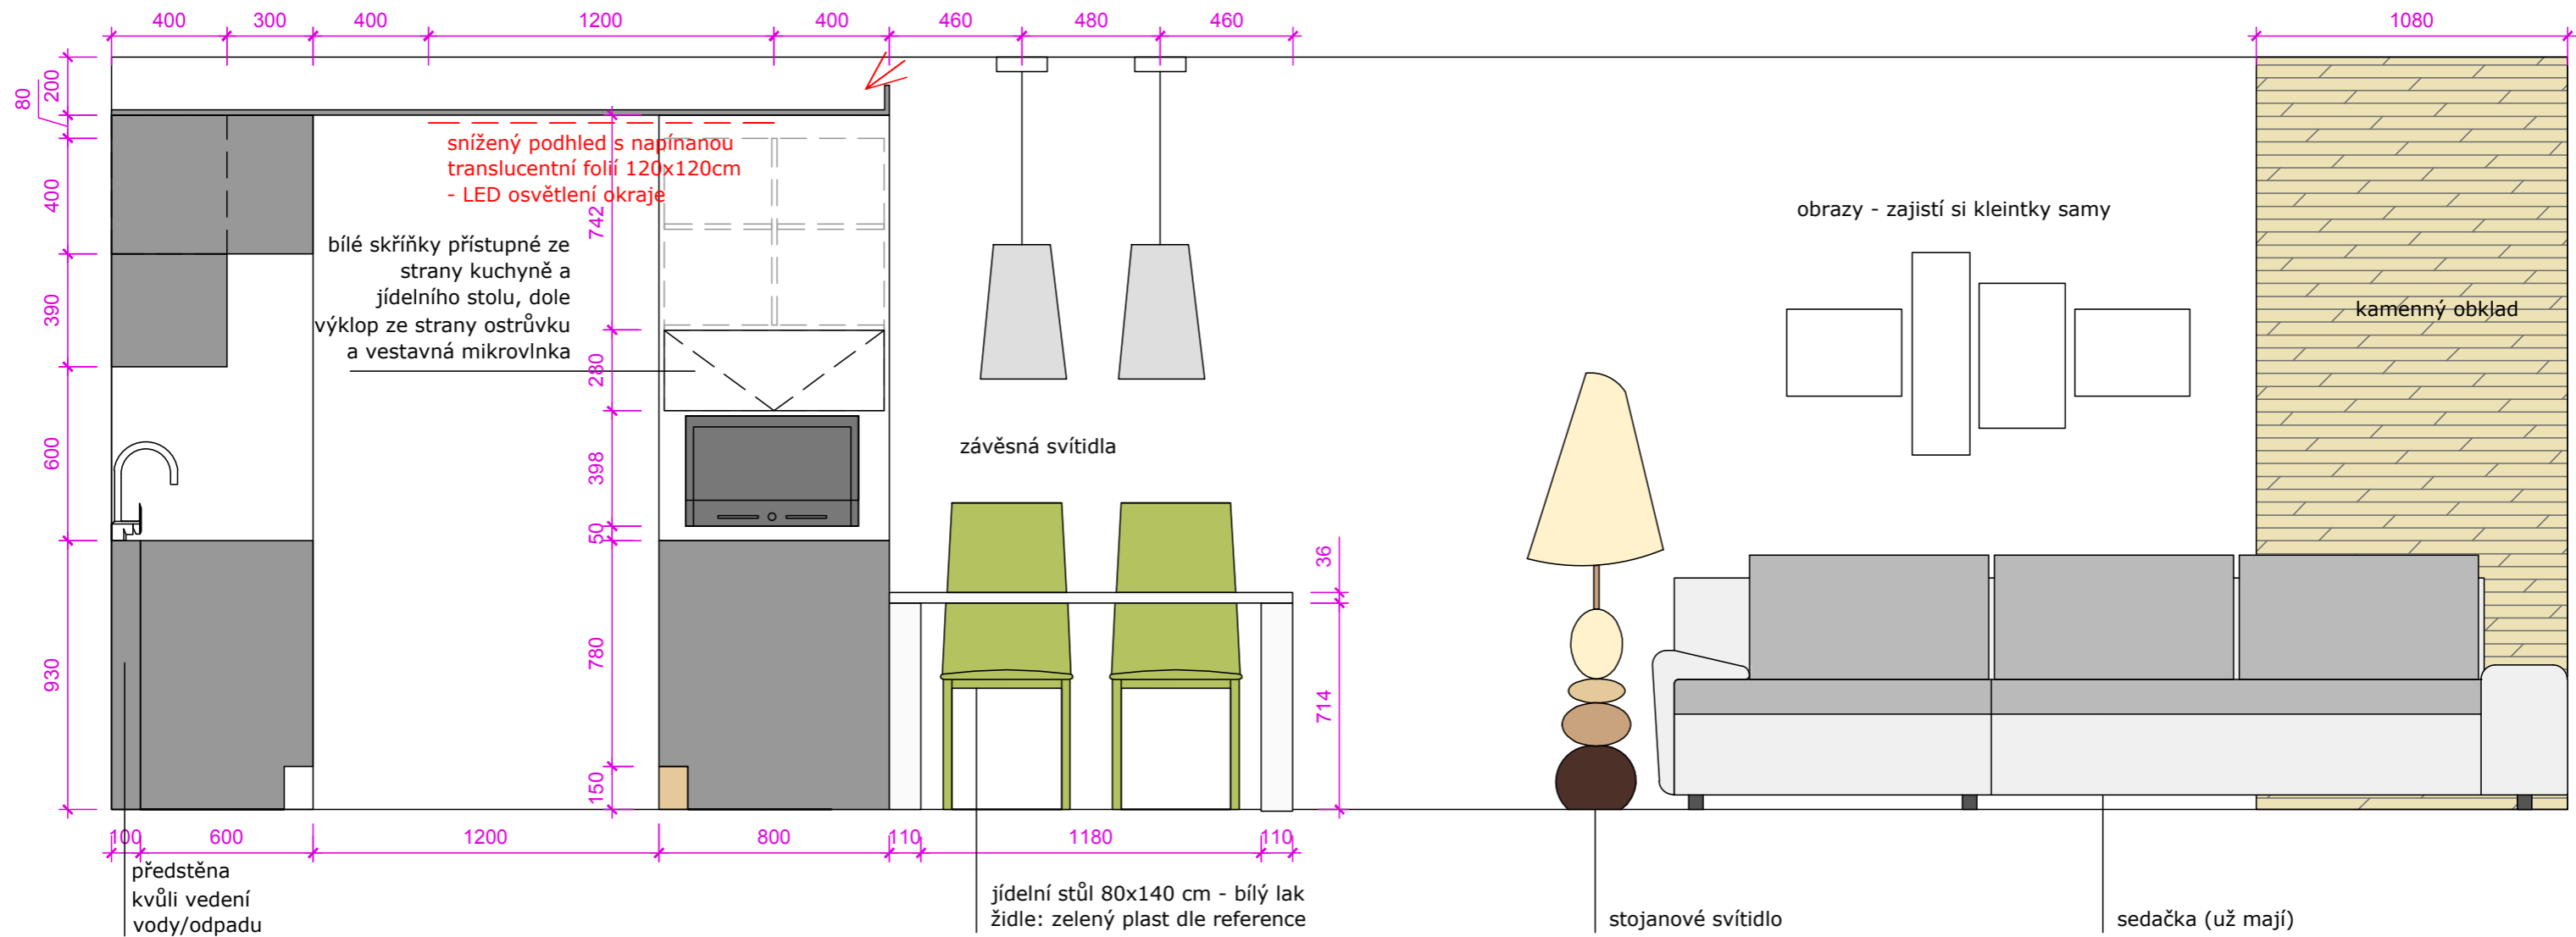 400 300 400 1200 400 460 480 460 1080
80
200
400
390
600
930
snížený podhled s napínanou
translucentní folií 120x120cm
- LED osvětlení okraje
742
280
398
50
780
150
bílé skříňky přístupné ze
strany kuchyně a
jídelního stolu, dole
výklop ze strany ostrůvku
a vestavná mikrovlnka
závěsná svítidla
obrazy - zajistí si kleintky samy
kamenný obklad
36
714
100 600 1200 800 110 1180 110
předstěna
kvůli vedení
vody/odpadu
jídelní stůl 80x140 cm - bílý lak
židle: zelený plast dle reference
stojanové svítidlo
sedačka (už mají)